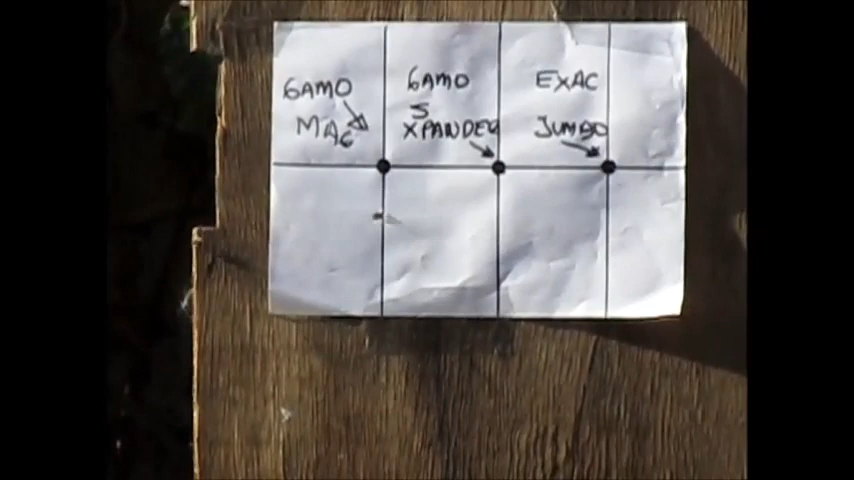 GAMO
MAG
GAMO
S
XPANDER
EXAC
JUMBO